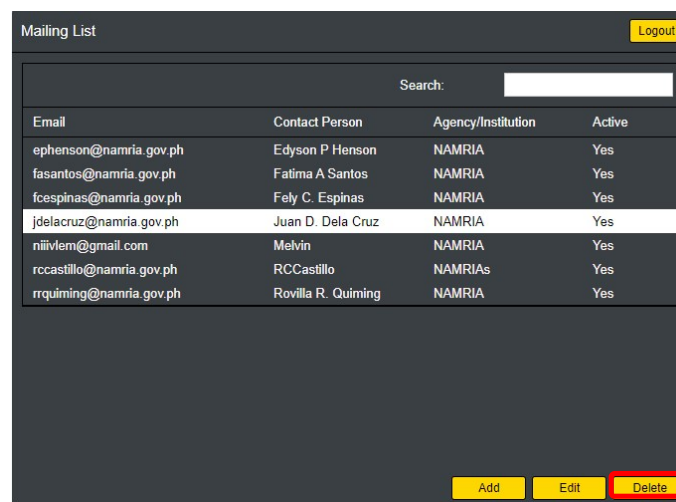 Mailing List Logout
Search:
Email Contact Person Agency/Institution Active
ephenson@namria.gov.ph Edyson P Henson NAMRIA Yes
fasantos@namria.gov.ph Fatima A Santos NAMRIA Yes
fcespinas@namria.gov.ph Fely C. Espinas NAMRIA Yes
jdelacruz@namria.gov.ph Juan D. Dela Cruz NAMRIA Yes
niiivlem@gmail.com Melvin NAMRIA Yes
rccastillo@namria.gov.ph RCCastillo NAMRIAs Yes
rrquiming@namria.gov.ph Rovilla R. Quiming NAMRIA Yes
Add Edit Delete